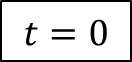 t = 0